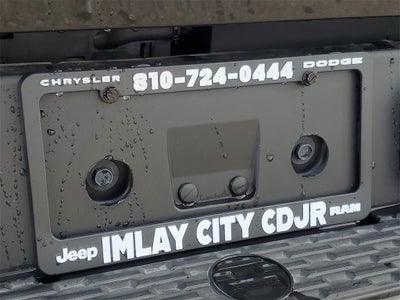 CHRYSLER 810-724-0444 DODGE
Jeep IMLAY CITY CDJR RAM